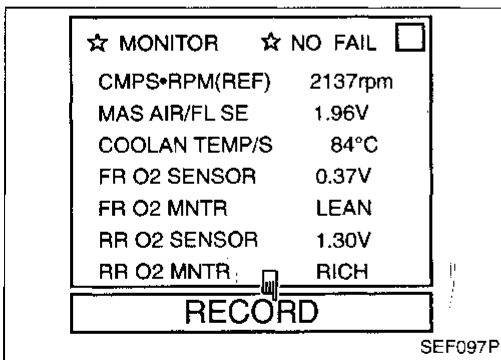 ☆ MONITOR ☆ NO FAIL
CMPS•RPM(REF) 2137rpm
MAS AIR/FL SE 1.96V
COOLAN TEMP/S 84°C
FR O2 SENSOR 0.37V
FR O2 MNTR LEAN
RR O2 SENSOR 1.30V
RR O2 MNTR RICH
RECORD
SEF097P